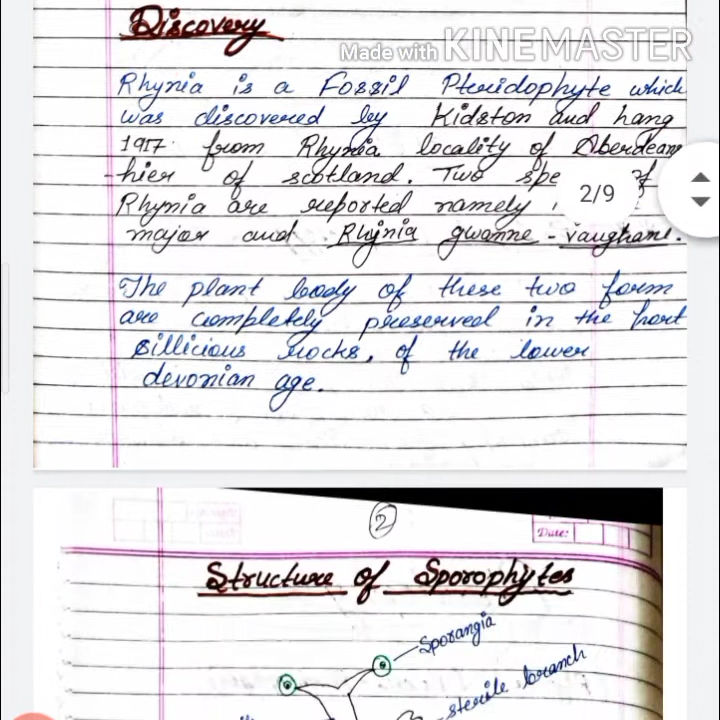 Discovery
Made with KINEMASTER
Rhynia is a Fossil Pteridophyte which
was discovered by Kidston and hang
1917 from Rhynia locality of Aberdean
-hier of scotland. Two spe of
2/9
Rhynia are reported namely
major and Rhynia gwanne-vaughani.
The plant body of these two form
are completely preserved in the hort
sillicious rocks, of the lower
devonian age.
2
Date:
Structure of Sporophytes
Sporangia
sterile branch